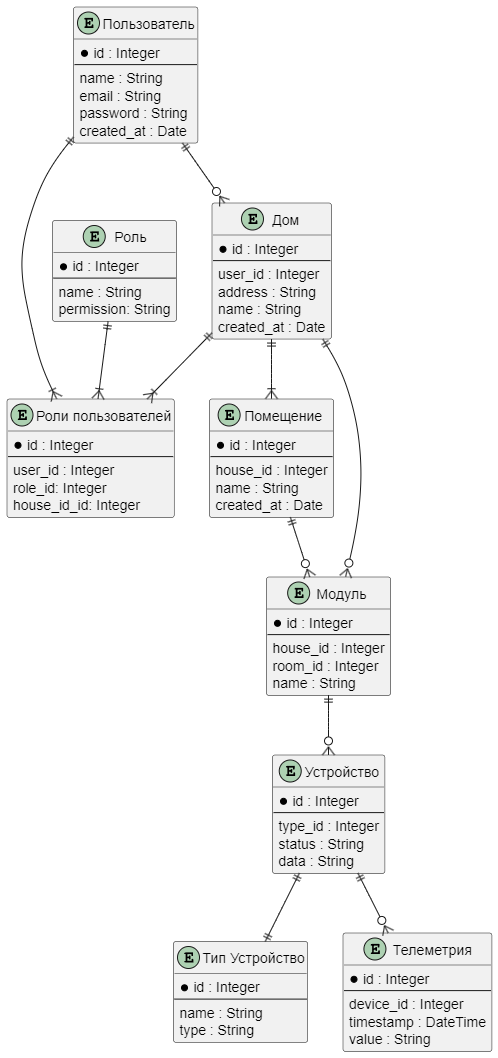 E Пользователь
id : Integer
name : String
email : String
password : String
created_at : Date
E Дом
id : Integer
user_id : Integer
address : String
name : String
created_at : Date
E Роль
id : Integer
name : String
permission: String
E Роли пользователей
id : Integer
user_id : Integer
role_id: Integer
house_id_id: Integer
E Помещение
id : Integer
house_id : Integer
name : String
created_at : Date
E Модуль
id : Integer
house_id : Integer
room_id : Integer
name : String
E Устройство
id : Integer
type_id : Integer
status : String
data : String
E Тип Устройство
id : Integer
name : String
type : String
E Телеметрия
id : Integer
device_id : Integer
timestamp : DateTime
value : String